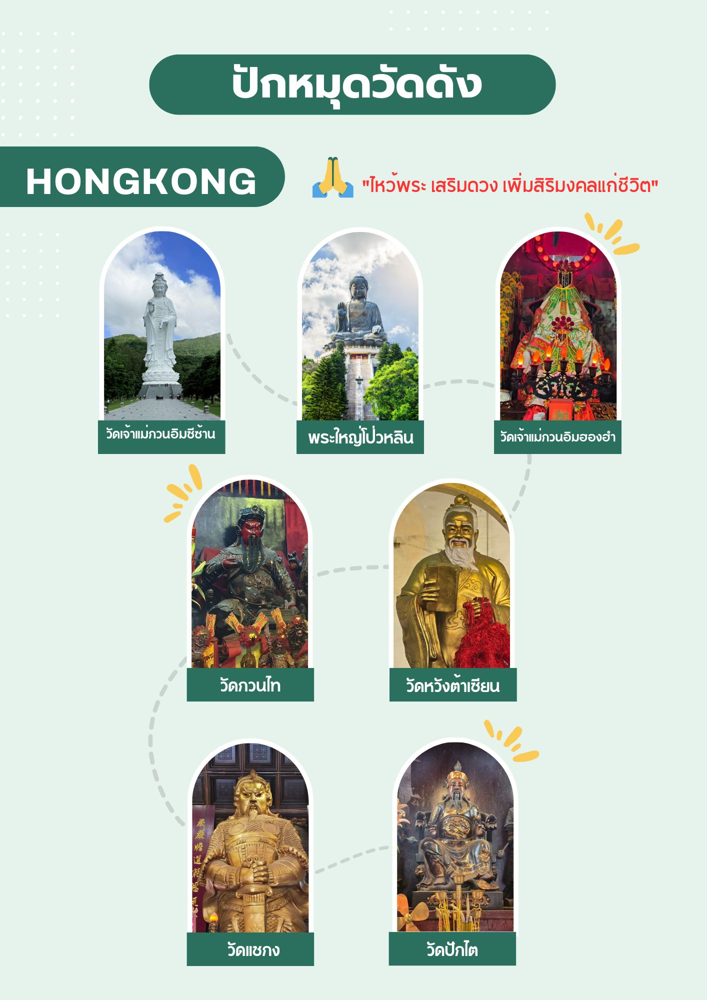 ปักหมุดวัดดัง
HONGKONG
"ไหว้พระ เสริมดวง เพิ่มสิริมงคลแก่ชีวิต"
วัดเจ้าแม่กวนอิมซีซ้าน
พระใหญ่โป่วหลิน
วัดเจ้าแม่กวนอิมฮองฮำ
วัดกวนไท
วัดหวังต้าเซียน
วัดแชกง
วัดปักไต